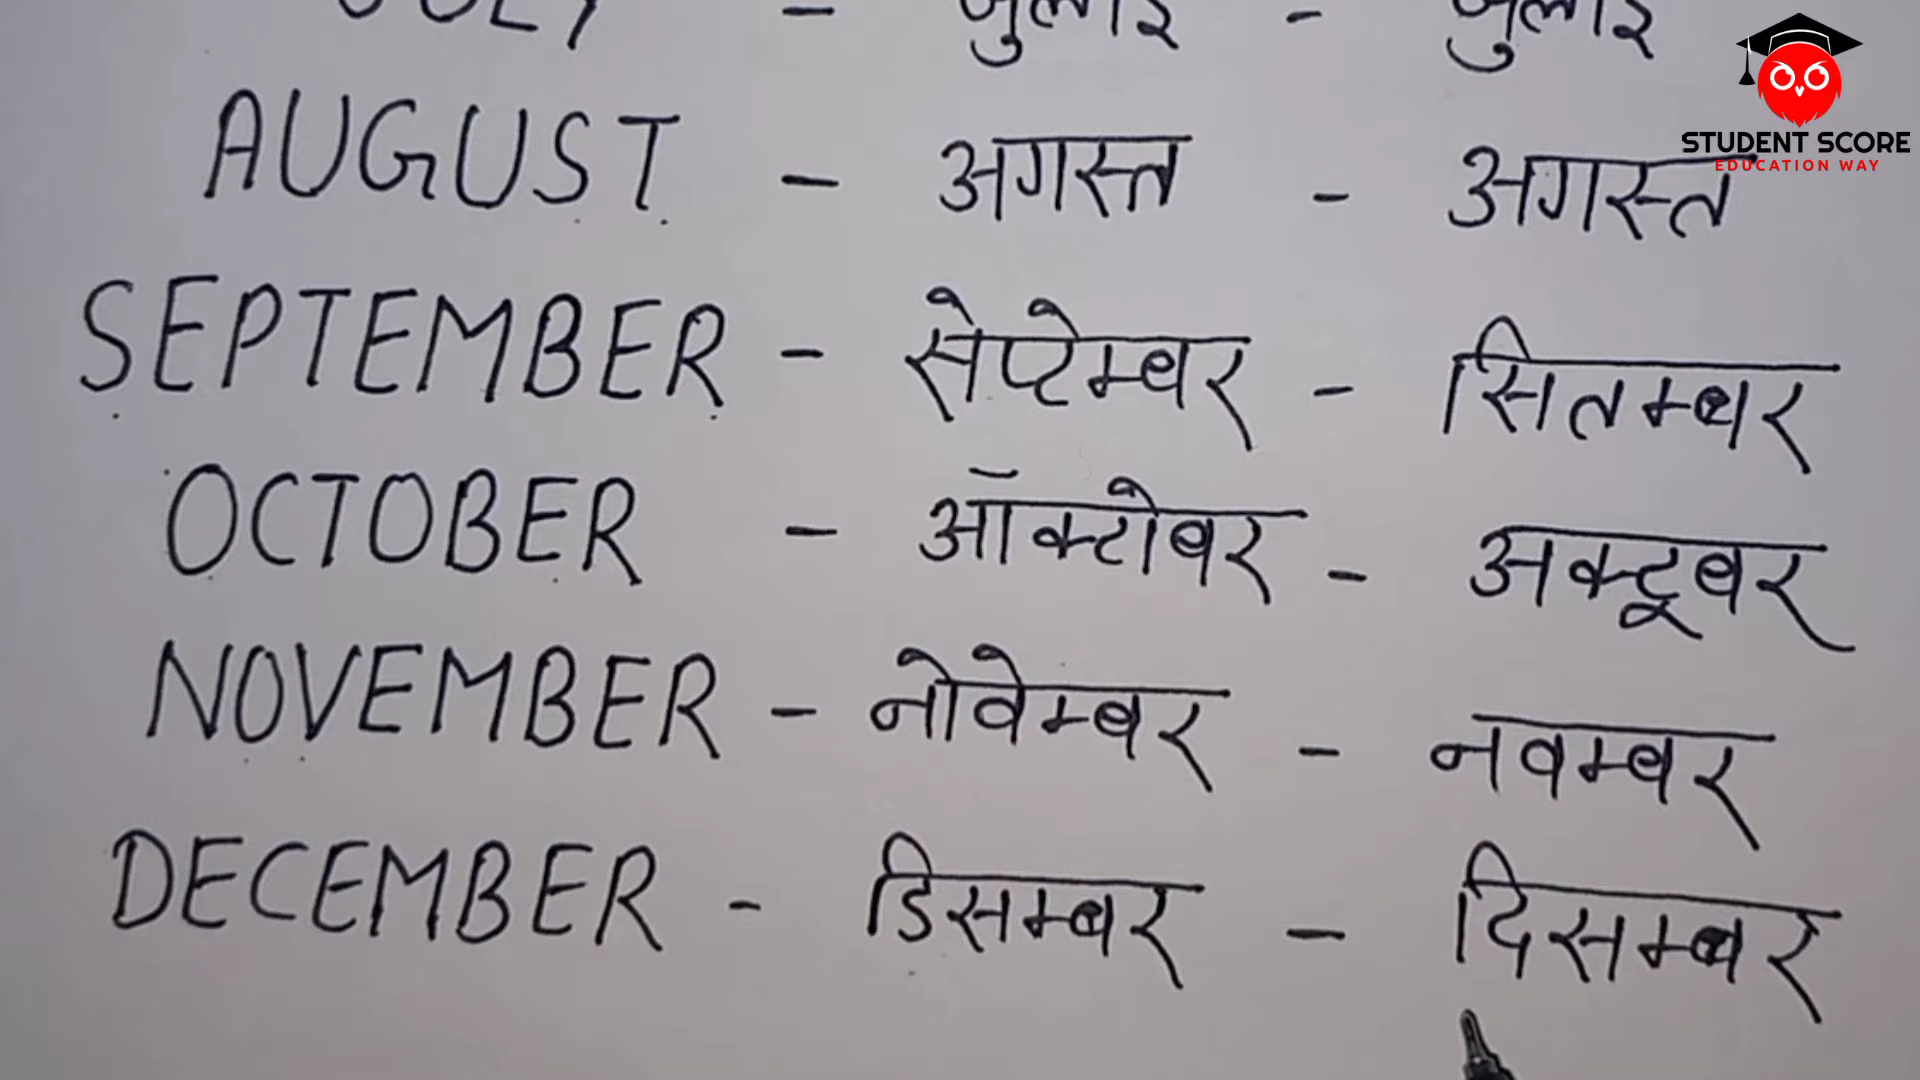 JULY - जुलाई - जुलाई
AUGUST - अगस्त - अगस्त
SEPTEMBER - सेप्टेम्बर - सितम्बर
OCTOBER - ऑक्टोबर - अक्टूबर
NOVEMBER - नोवेम्बर - नवम्बर
DECEMBER - डिसम्बर - दिसम्बर
STUDENT SCORE
EDUCATION WAY